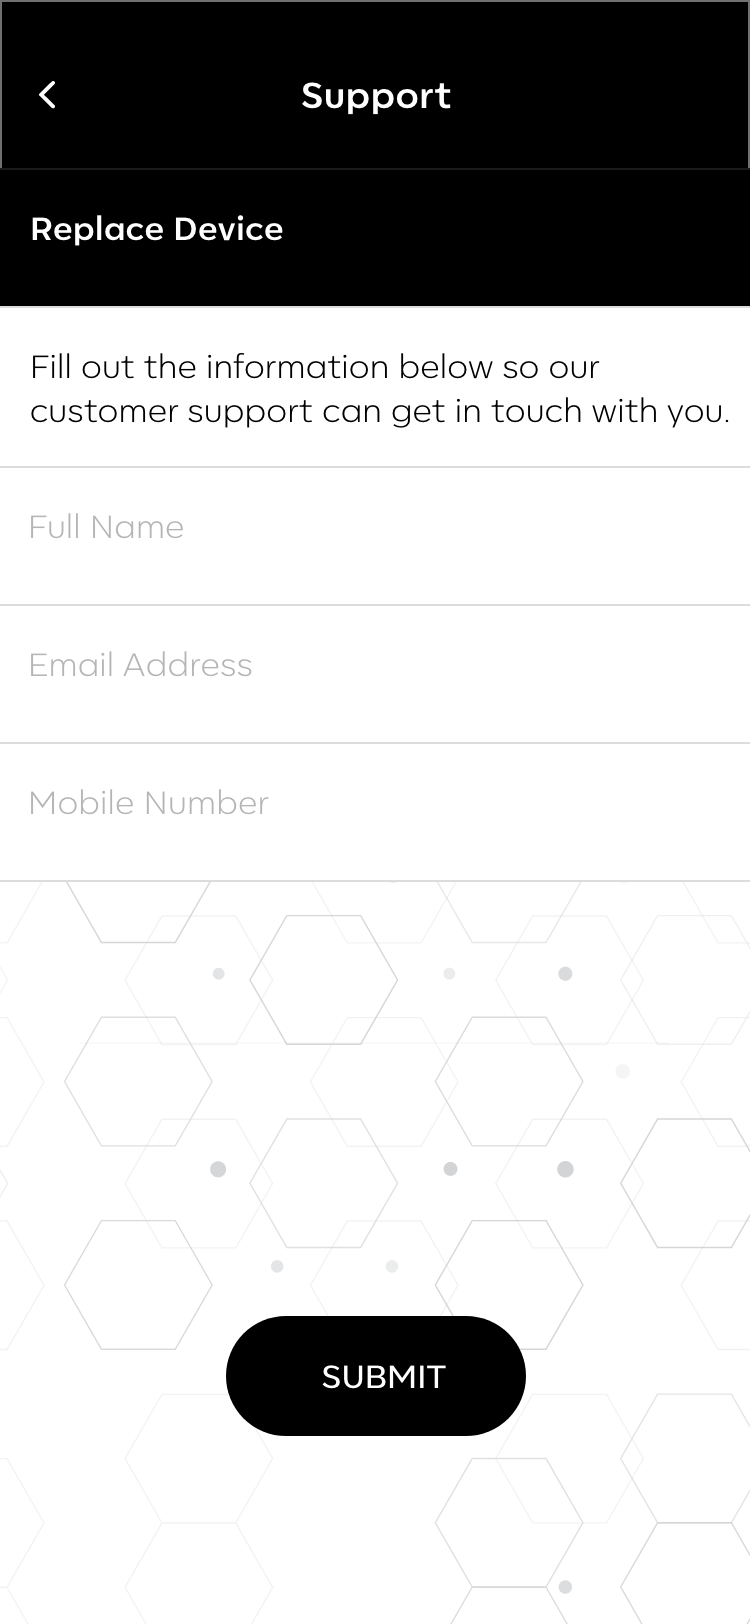 Support
Replace Device
Fill out the information below so our
customer support can get in touch with you.
Full Name
Email Address
Mobile Number
SUBMIT